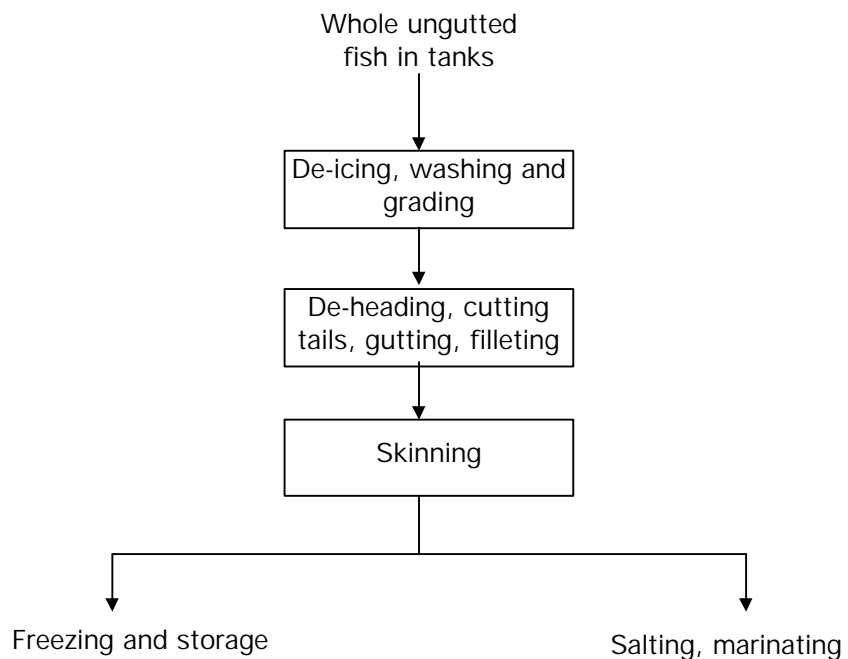 Whole ungutted
fish in tanks
De-icing, washing and
grading
De-heading, cutting
tails, gutting, filleting
Skinning
Freezing and storage
Salting, marinating